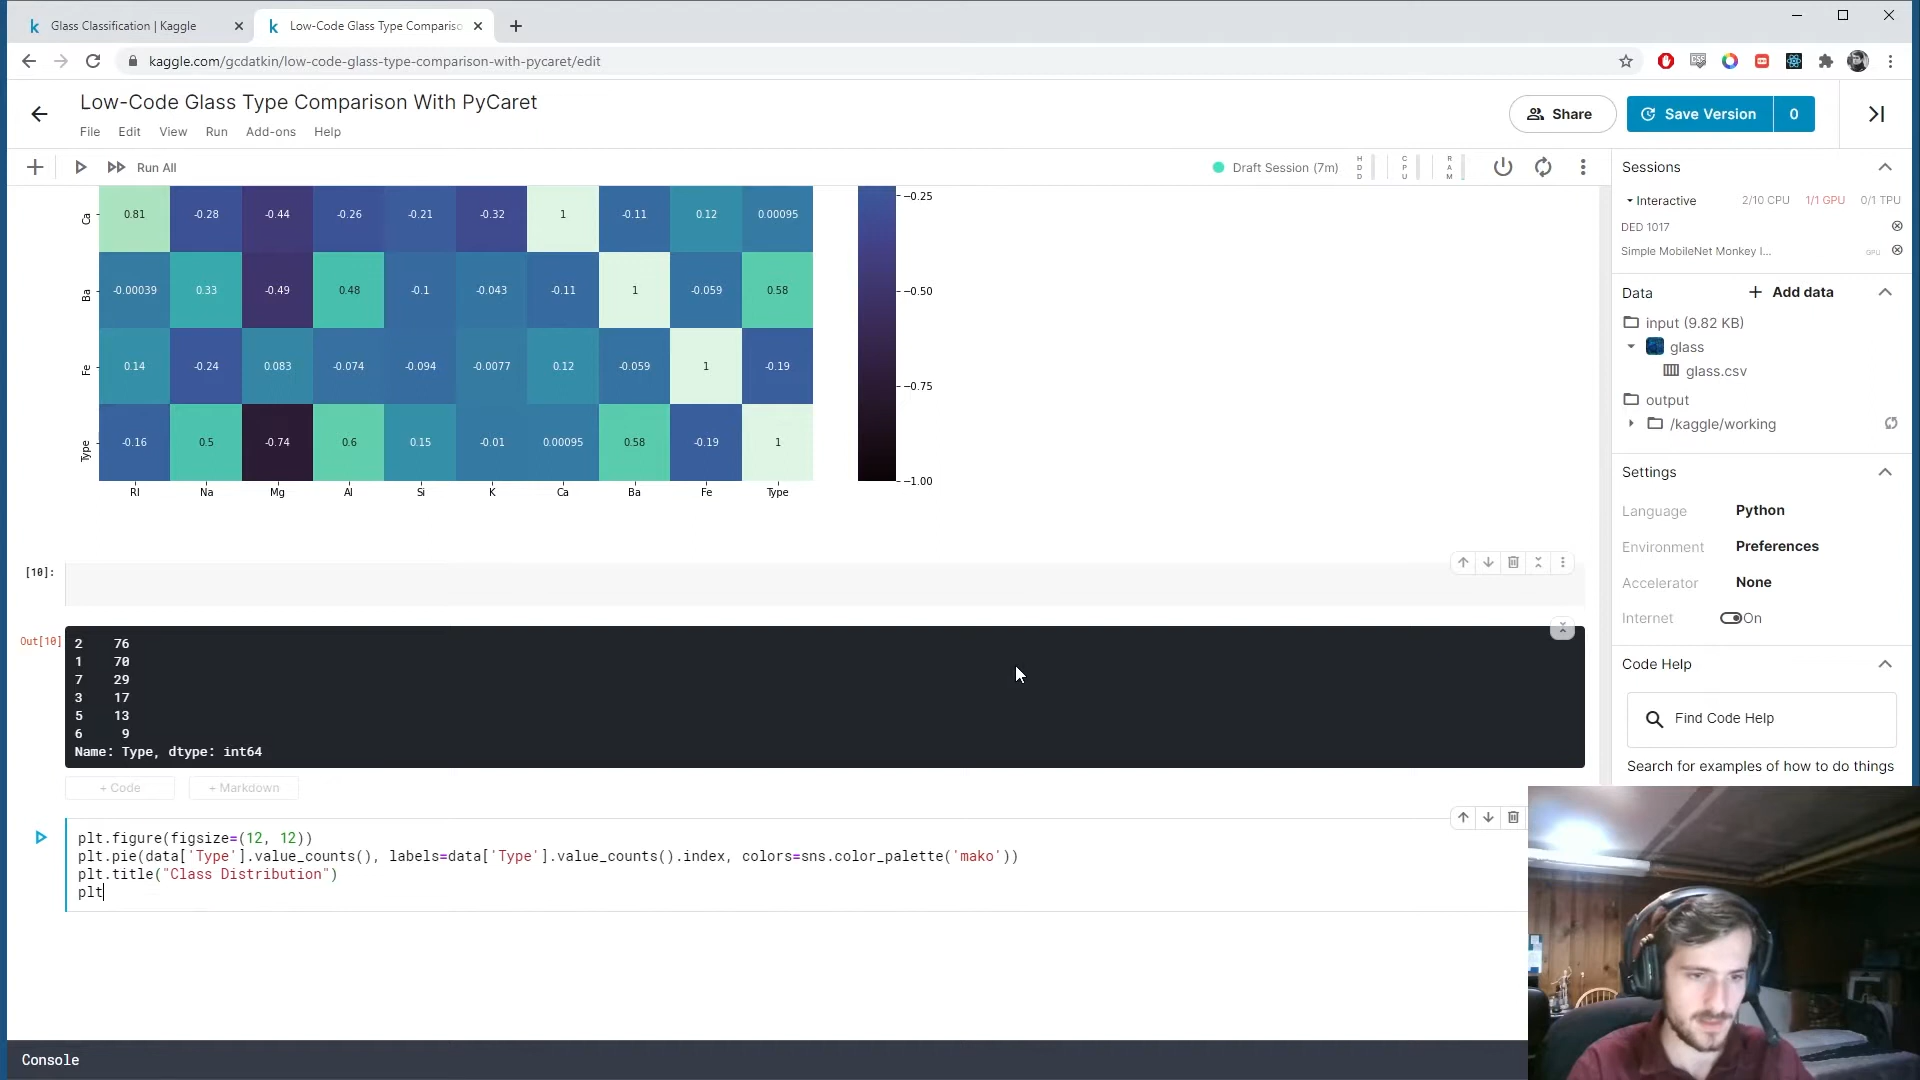 Glass Classification | Kaggle
Low-Code Glass Type Compariso
kaggle.com/gcdatkin/low-code-glass-type-comparison-with-pycaret/edit
Low-Code Glass Type Comparison With PyCaret
File Edit View Run Add-ons Help
Share
Save Version 0
Run All
Draft Session (7m)
HDD
CPU
RAM
Ca 0.81 -0.28 -0.44 -0.26 -0.21 -0.32 1 -0.11 0.12 0.00095
Ba -0.00039 0.33 -0.49 0.48 -0.1 -0.043 -0.11 1 -0.059 0.58
Fe 0.14 -0.24 0.083 -0.074 -0.094 -0.0077 0.12 -0.059 1 -0.19
Type -0.16 0.5 -0.74 0.6 0.15 -0.01 0.00095 0.58 -0.19 1
RI Na Mg Al Si K Ca Ba Fe Type
-0.25
-0.50
-0.75
-1.00
[10]:
Out[10]
2 76
1 70
7 29
3 17
5 13
6 9
Name: Type, dtype: int64
+ Code + Markdown
plt.figure(figsize=(12, 12))
plt.pie(data['Type'].value_counts(), labels=data['Type'].value_counts().index, colors=sns.color_palette('mako'))
plt.title("Class Distribution")
plt
Console
Sessions
Interactive 2/10 CPU 1/1 GPU 0/1 TPU
DED 1017
Simple MobileNet Monkey I... GPU
Data + Add data
input (9.82 KB)
glass
glass.csv
output
/kaggle/working
Settings
Language Python
Environment Preferences
Accelerator None
Internet On
Code Help
Find Code Help
Search for examples of how to do things